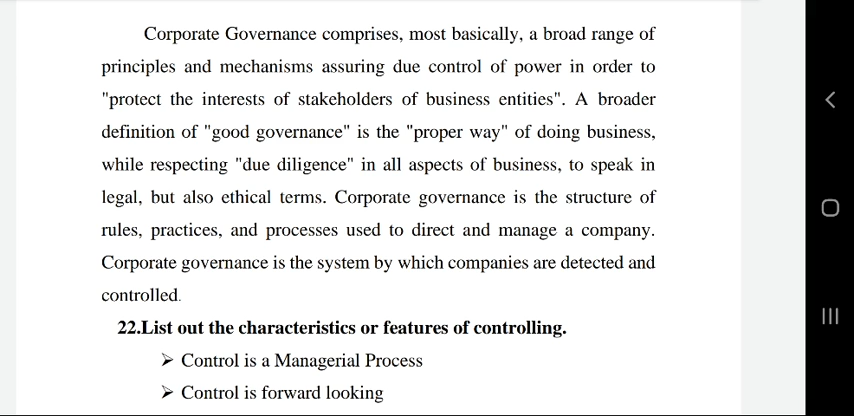 Corporate Governance comprises, most basically, a broad range of
principles and mechanisms assuring due control of power in order to
"protect the interests of stakeholders of business entities". A broader
definition of "good governance" is the "proper way" of doing business,
while respecting "due diligence" in all aspects of business, to speak in
legal, but also ethical terms. Corporate governance is the structure of
rules, practices, and processes used to direct and manage a company.
Corporate governance is the system by which companies are detected and
controlled.
22.List out the characteristics or features of controlling.
➢ Control is a Managerial Process
➢ Control is forward looking